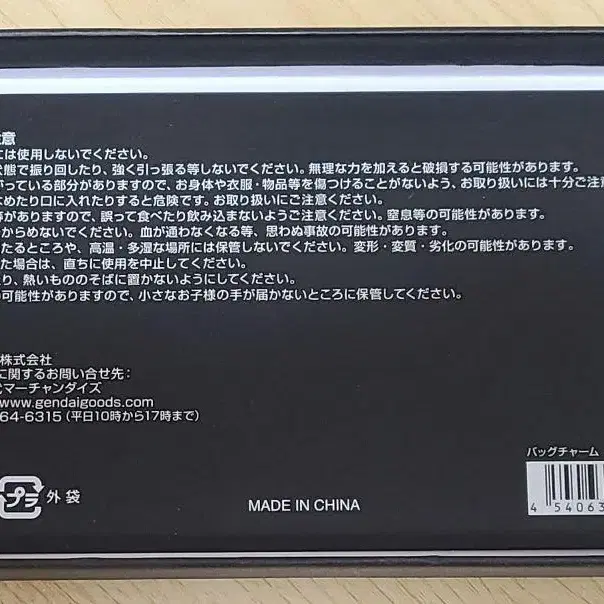 注意
には使用しないでください。
状態で振り回したり、強く引っ張る等しないでください。無理な力を加えると破損する可能性があります。
がっている部分がありますので、お身体や衣服・物品等を傷つけることがないよう、お取り扱いには十分ご注意
なめたり口に入れたりすると危険です。お取り扱いにご注意ください。
等がありますので、誤って食べたり飲み込まないようご注意ください。窒息等の可能性があります。
からめないでください。血が通わなくなる等、思わぬ事故の可能性があります。
たるところや、高温・多湿な場所には保管しないでください。変形・変質・劣化の可能性があります。
た場合は、直ちに使用を中止してください。
り、熱いもののそばに置かないようにしてください。
の可能性がありますので、小さなお子様の手が届かないところに保管してください。
株式会社
に関するお問い合せ先：
代マーチャンダイズ
www.gendaigoods.com
64-6315（平日10時から17時まで）
バッグチャーム
プラ 外袋
MADE IN CHINA
4 54063